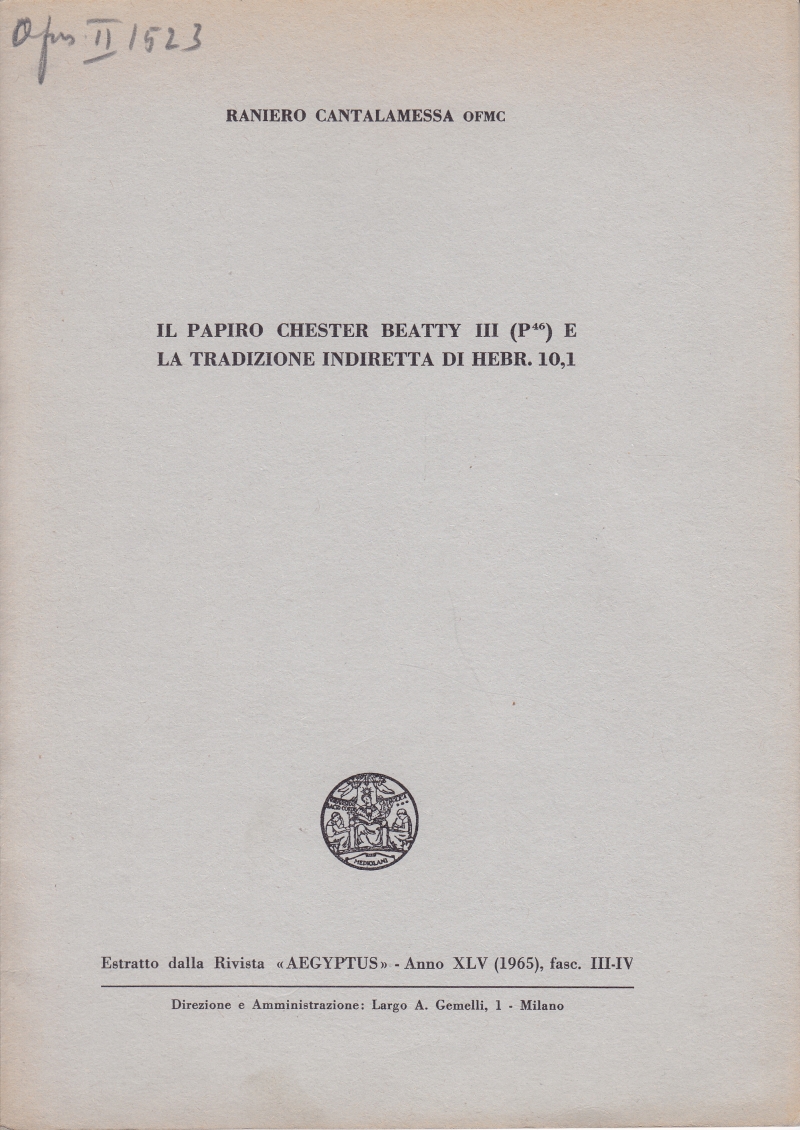 Opus II 1523
RANIERO CANTALAMESSA OFMC
IL PAPIRO CHESTER BEATTY III (P⁴⁶) E
LA TRADIZIONE INDIRETTA DI HEBR. 10,1
MEDIOLANI
Estratto dalla Rivista «AEGYPTUS» - Anno XLV (1965), fasc. III-IV
Direzione e Amministrazione: Largo A. Gemelli, 1 - Milano